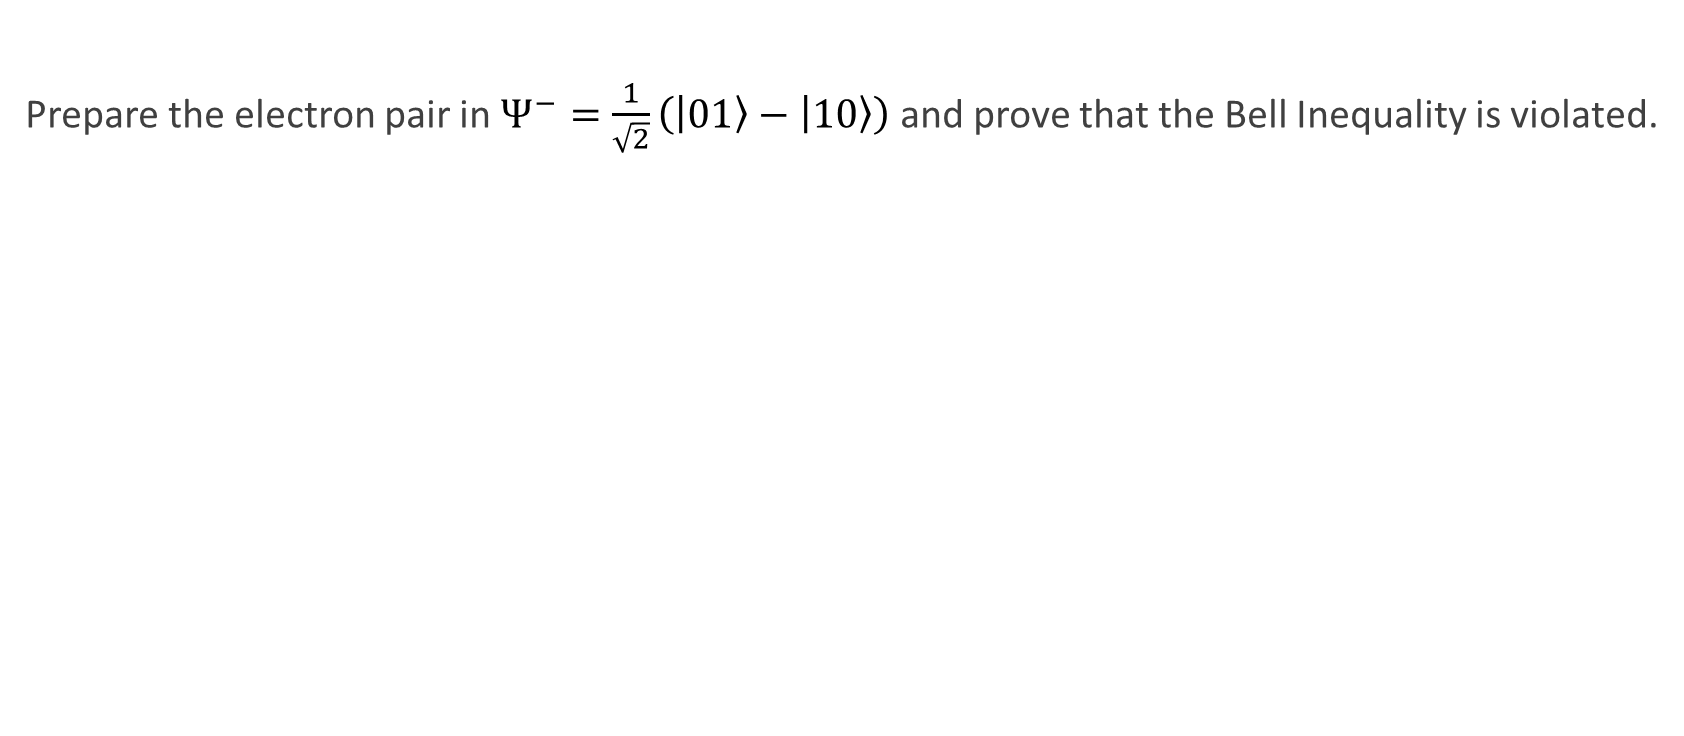 Prepare the electron pair in Ψ⁻ = 1/√2 (|01⟩ − |10⟩) and prove that the Bell Inequality is violated.